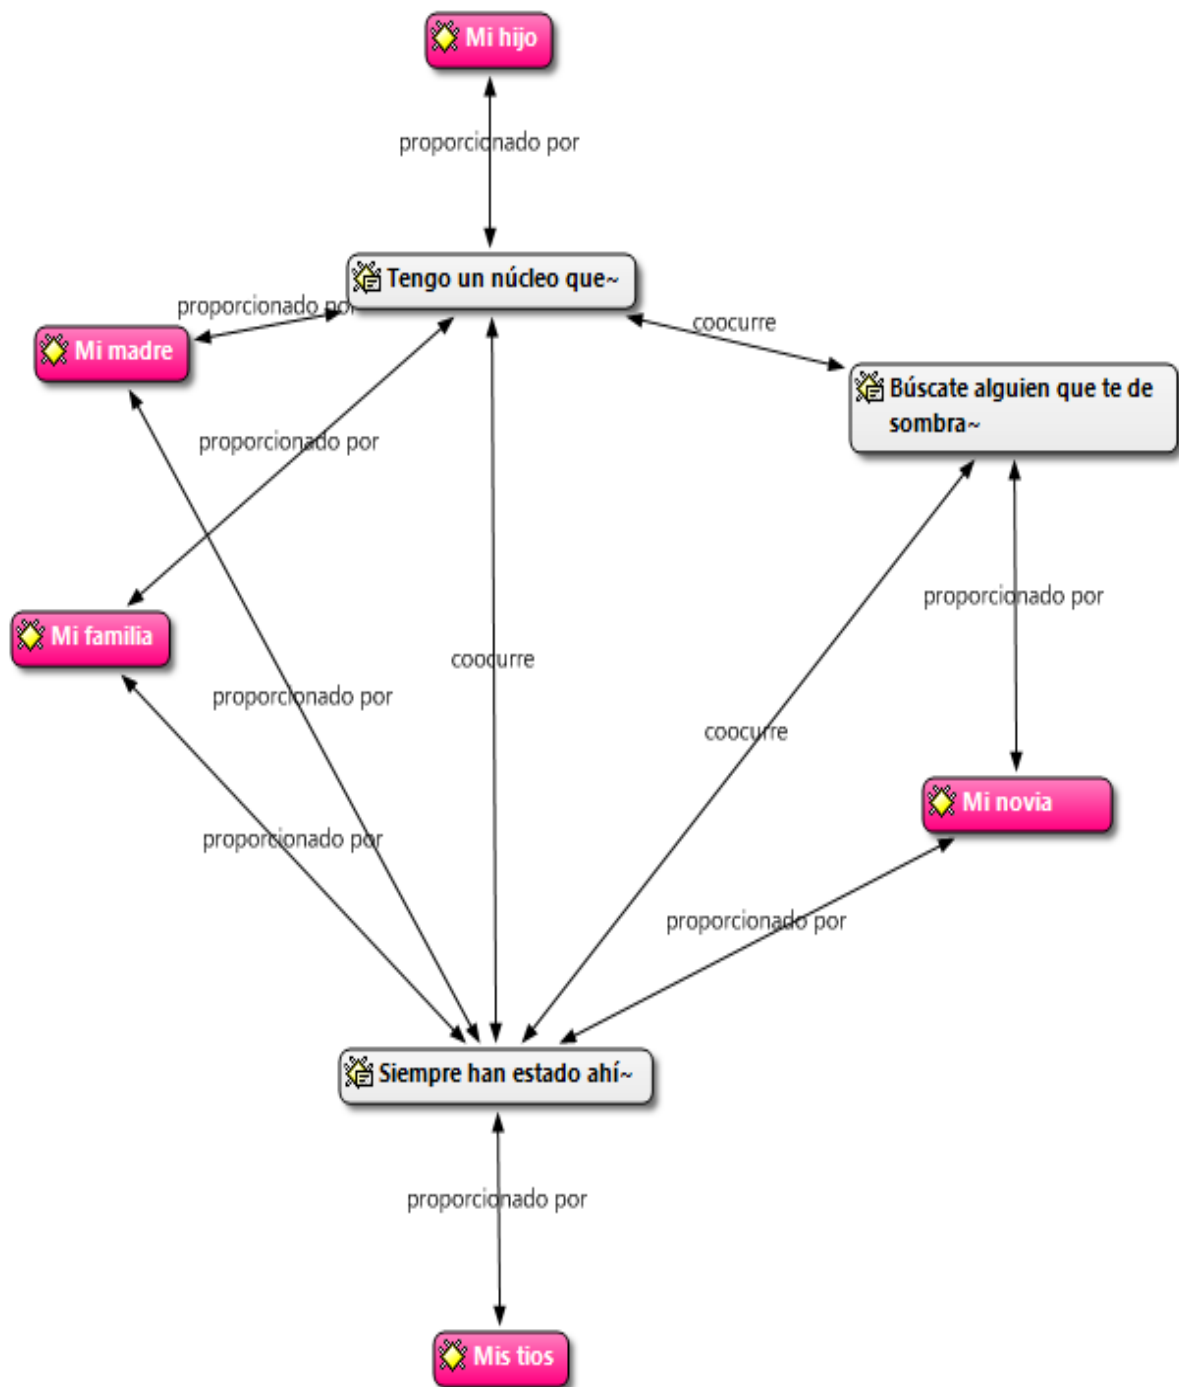 Mi hijo
proporcionado por
Tengo un núcleo que~
proporcionado por
coocurre
Mi madre
Búscate alguien que te de
sombra~
proporcionado por
proporcionado por
Mi familia
coocurre
proporcionado por
coocurre
Mi novia
proporcionado por
proporcionado por
Siempre han estado ahí~
proporcionado por
Mis tios